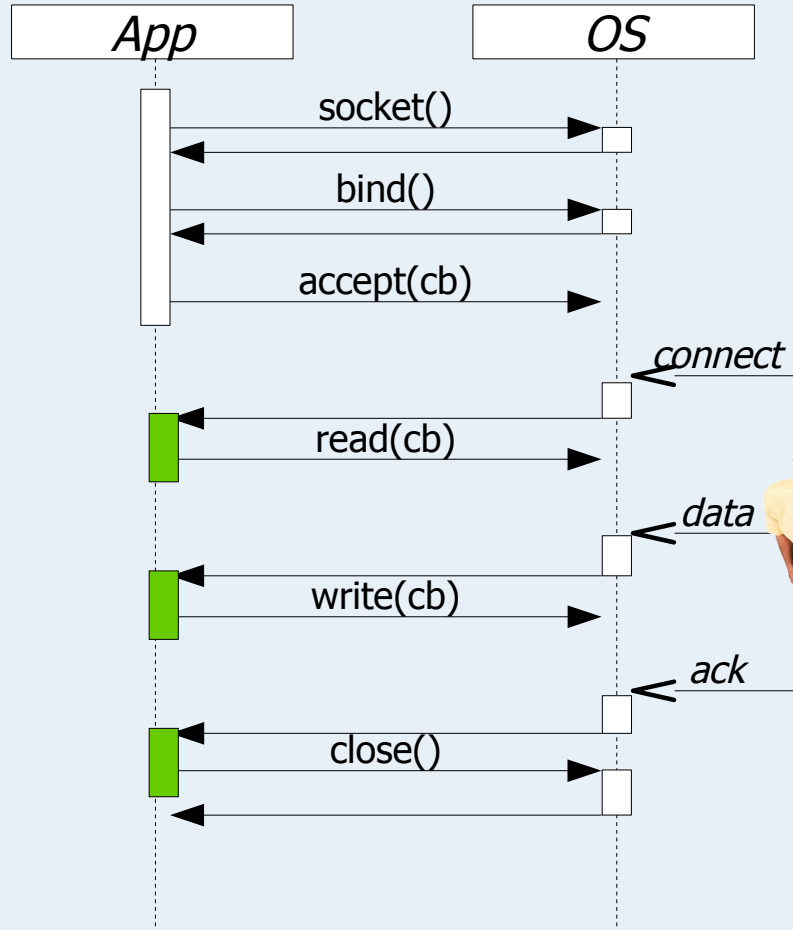 App
OS
socket()
bind()
accept(cb)
connect
read(cb)
data
write(cb)
ack
close()